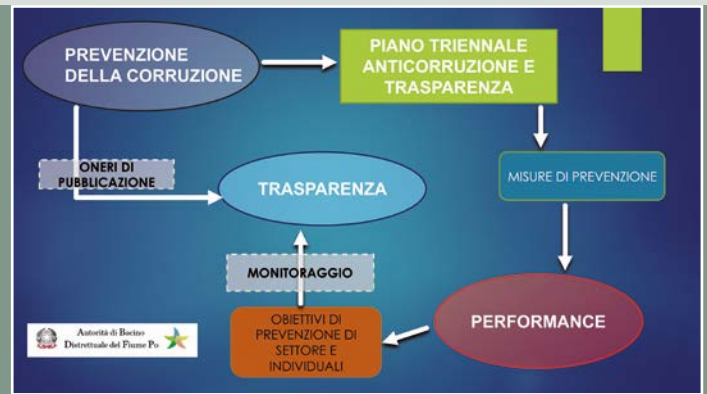 PREVENZIONE
DELLA CORRUZIONE
PIANO TRIENNALE
ANTICORRUZIONE E
TRASPARENZA
ONERI DI
PUBBLICAZIONE
TRASPARENZA
MISURE DI PREVENZIONE
MONITORAGGIO
OBIETTIVI DI
PREVENZIONE DI
SETTORE E
INDIVIDUALI
PERFORMANCE
Autorità di Bacino
Distrettuale del Fiume Po